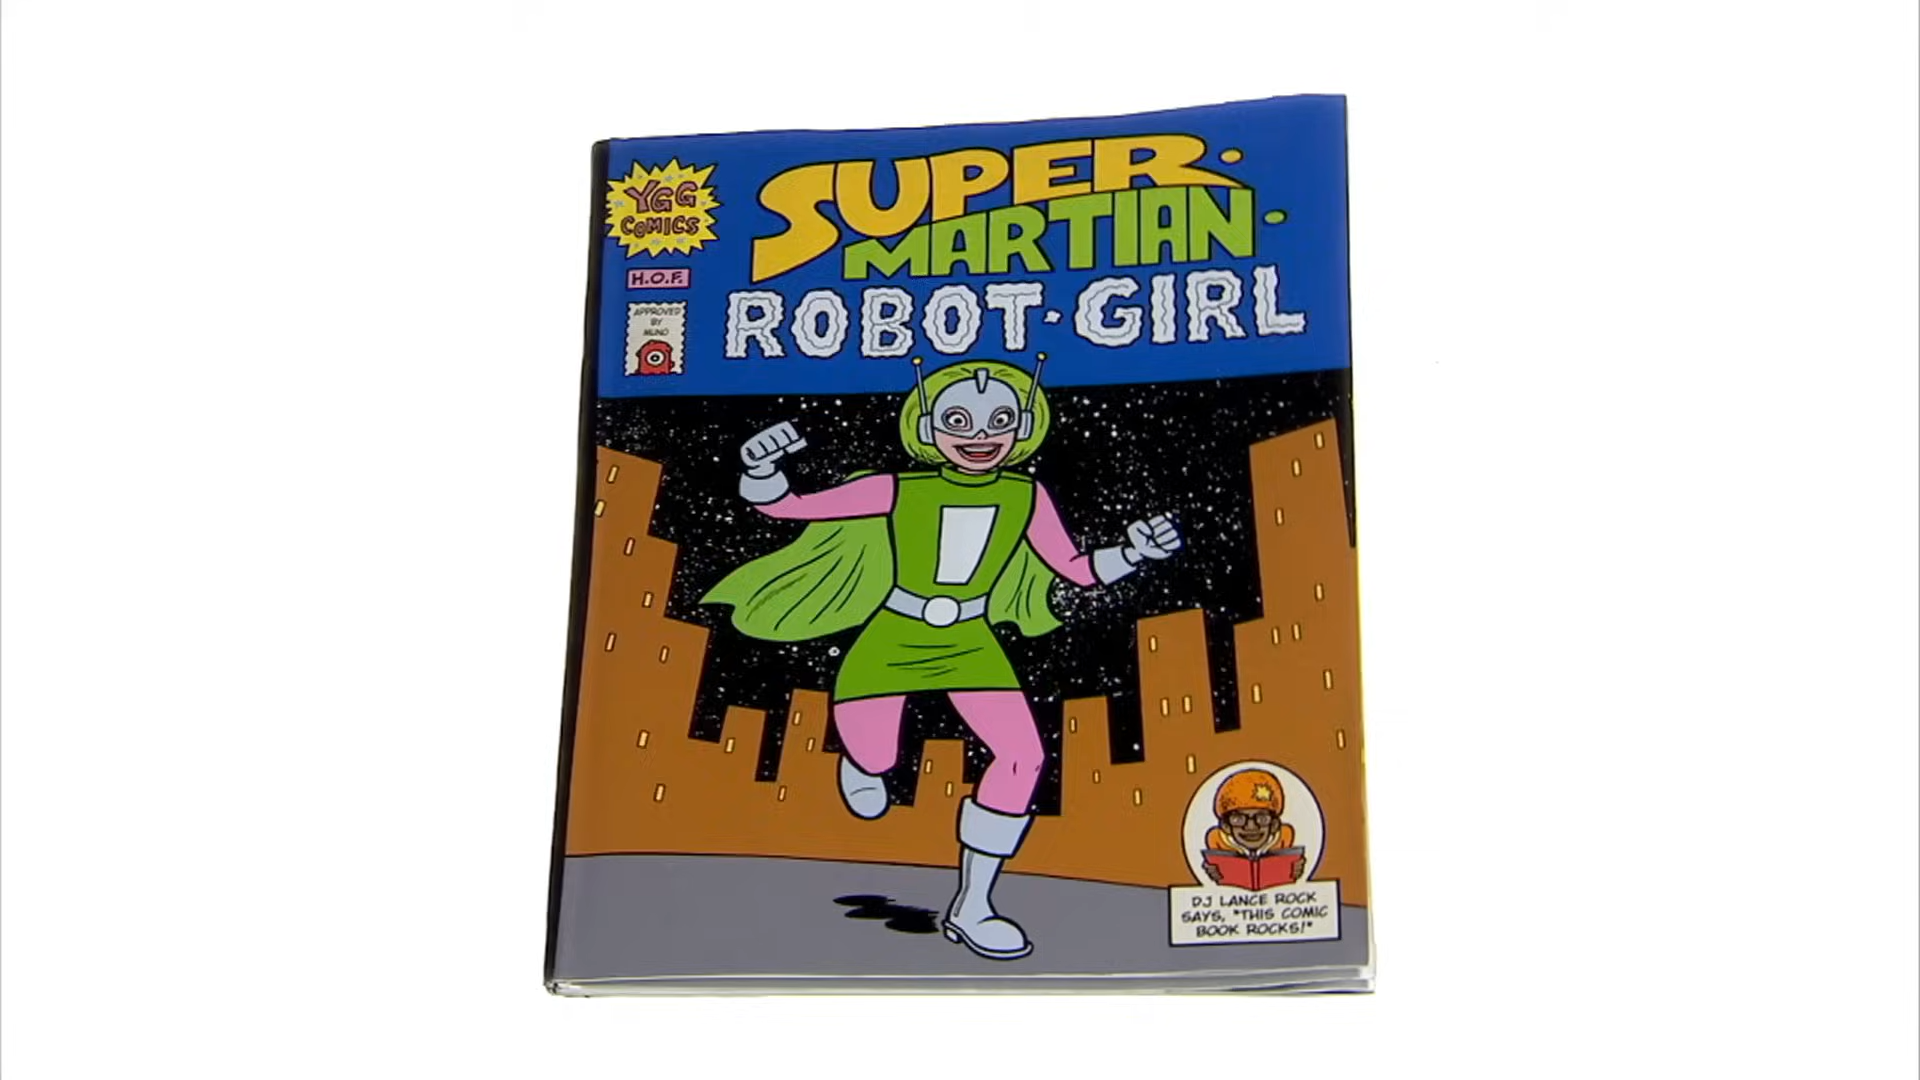 SUPER·
MARTIAN·
ROBOT·GIRL
YGG
COMICS
H.O.F.
APPROVED
BY
MUNO
DJ LANCE ROCK
SAYS, "THIS COMIC
BOOK ROCKS!"